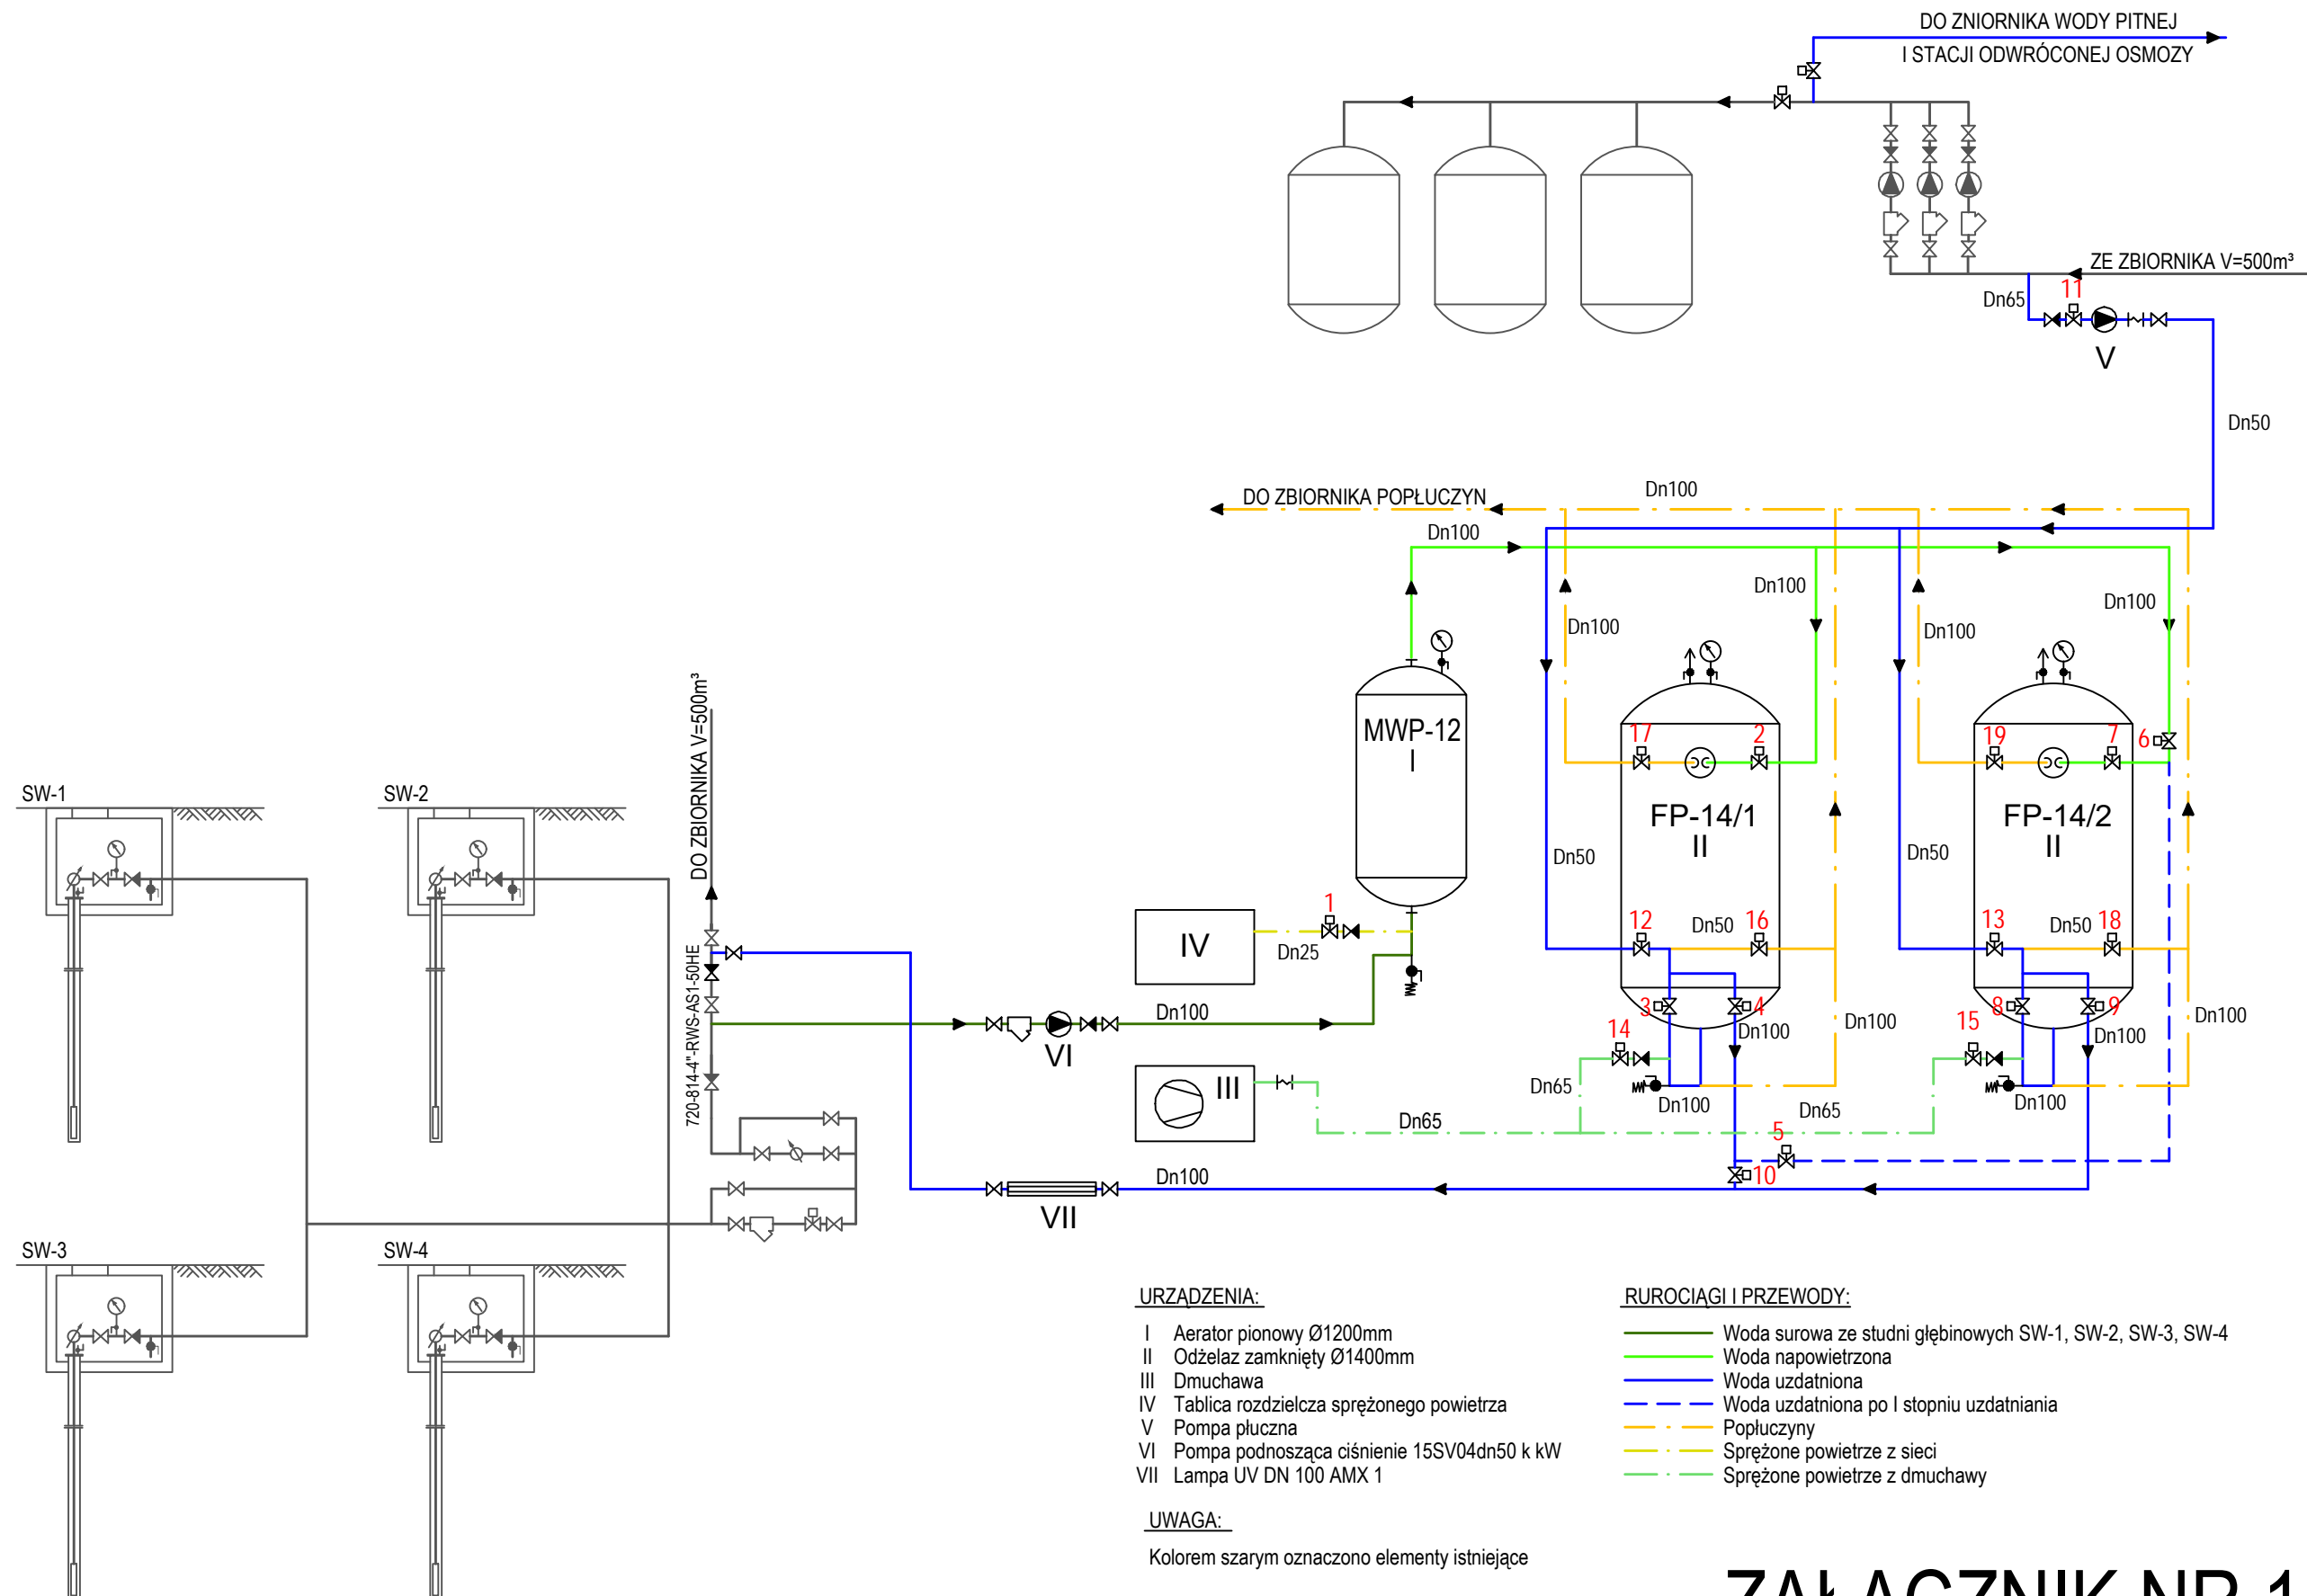 DO ZNIORNIKA WODY PITNEJ
I STACJI ODWRÓCONEJ OSMOZY
ZE ZBIORNIKA V=500m³
Dn65
11
V
Dn50
DO ZBIORNIKA POPŁUCZYN
Dn100
Dn100
Dn100
Dn100
Dn100
Dn100
DO ZBIORNIKA V=500m³
720-814-4"-RWS-AS1-50HE
MWP-12
I
17
2
19
7
6
FP-14/1
II
FP-14/2
II
SW-1
SW-2
Dn50
Dn50
1
IV
Dn25
12
Dn50
16
13
Dn50
18
3
4
8
9
Dn100
VI
14
Dn100
Dn100
15
Dn100
Dn100
III
Dn65
Dn100
Dn65
Dn100
Dn65
5
10
Dn100
VII
SW-3
SW-4
URZĄDZENIA:
I Aerator pionowy Ø1200mm
II Odżelaz zamknięty Ø1400mm
III Dmuchawa
IV Tablica rozdzielcza sprężonego powietrza
V Pompa płuczna
VI Pompa podnosząca ciśnienie 15SV04dn50 k kW
VII Lampa UV DN 100 AMX 1
RUROCIĄGI I PRZEWODY:
Woda surowa ze studni głębinowych SW-1, SW-2, SW-3, SW-4
Woda napowietrzona
Woda uzdatniona
Woda uzdatniona po I stopniu uzdatniania
Popłuczyny
Sprężone powietrze z sieci
Sprężone powietrze z dmuchawy
UWAGA:
Kolorem szarym oznaczono elementy istniejące
ZAŁĄCZNIK NR 1